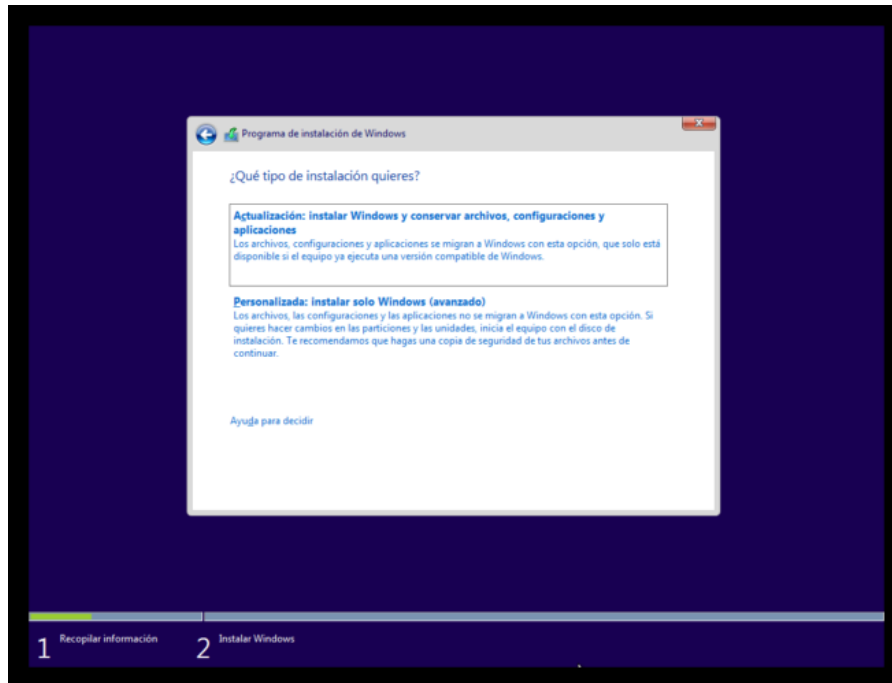 Programa de instalación de Windows
¿Qué tipo de instalación quieres?
Actualización: instalar Windows y conservar archivos, configuraciones y
aplicaciones
Los archivos, configuraciones y aplicaciones se migran a Windows con esta opción, que solo está
disponible si el equipo ya ejecuta una versión compatible de Windows.
Personalizada: instalar solo Windows (avanzado)
Los archivos, las configuraciones y las aplicaciones no se migran a Windows con esta opción. Si
quieres hacer cambios en las particiones y las unidades, inicia el equipo con el disco de
instalación. Te recomendamos que hagas una copia de seguridad de tus archivos antes de
continuar.
Ayuda para decidir
1 Recopilar información
2 Instalar Windows